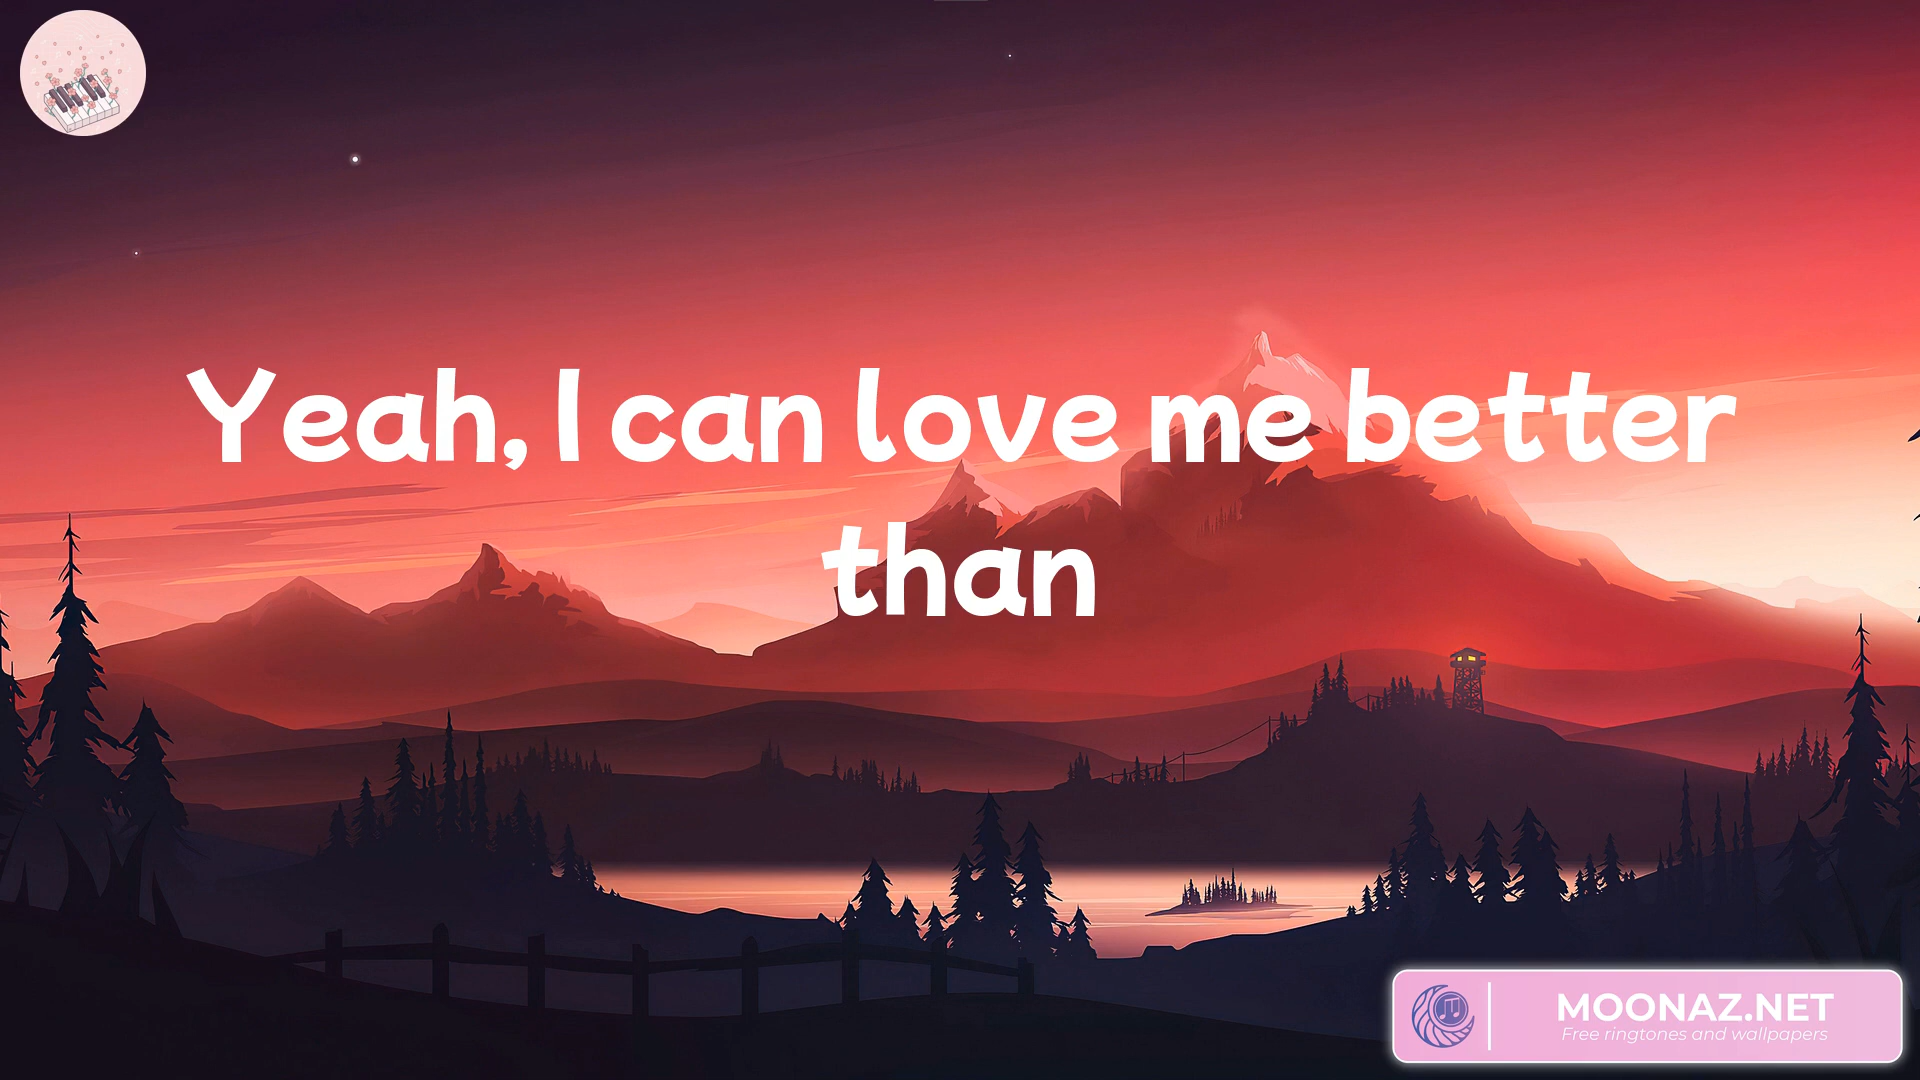 Yeah, I can love me better
than
MOONAZ.NET
Free ringtones and wallpapers